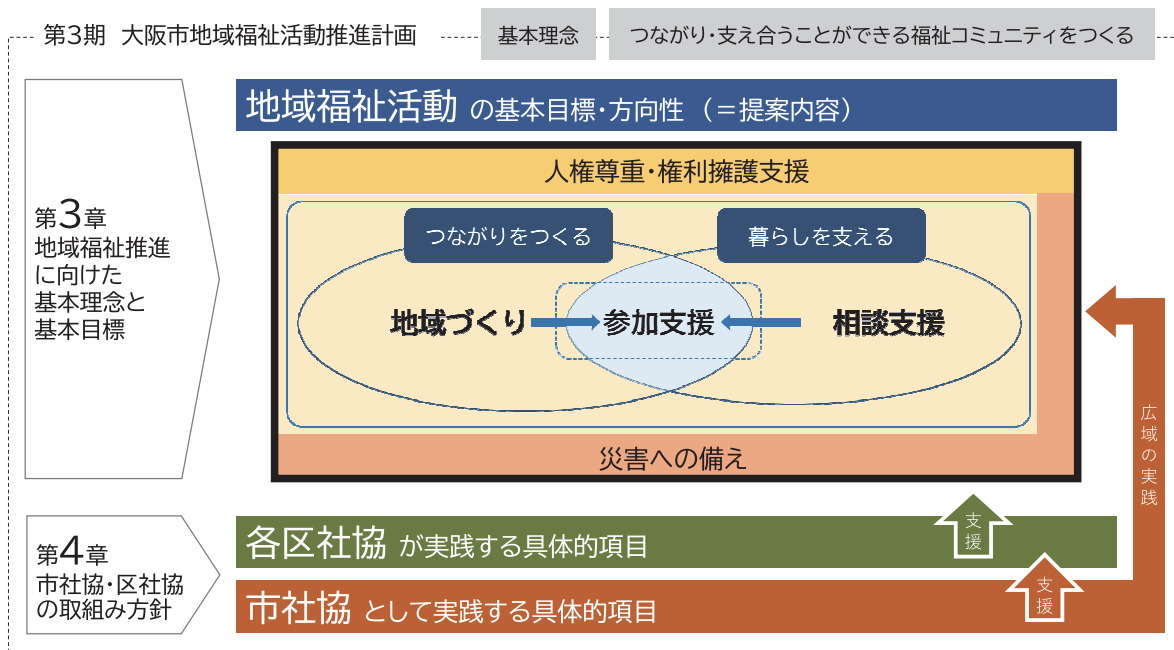 第3期 大阪市地域福祉活動推進計画
基本理念
つながり・支え合うことができる福祉コミュニティをつくる
第3章
地域福祉推進
に向けた
基本理念と
基本目標
地域福祉活動 の基本目標・方向性 （＝提案内容）
人権尊重・権利擁護支援
つながりをつくる
暮らしを支える
地域づくり
参加支援
相談支援
災害への備え
広域の実践
第4章
市社協・区社協
の取組み方針
各区社協 が実践する具体的項目
支援
市社協 として実践する具体的項目
支援